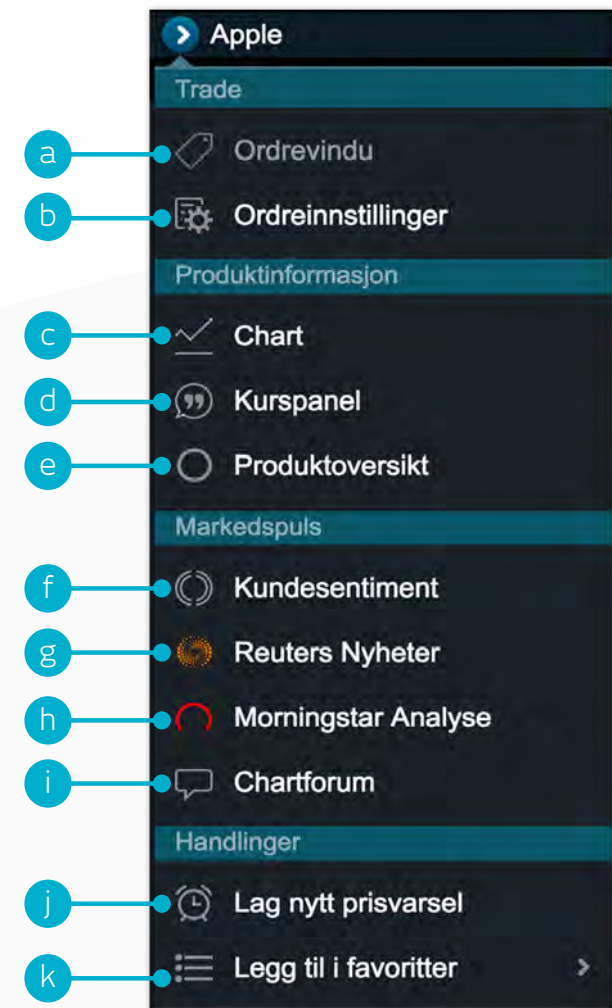 Apple
Trade
a Ordrevindu
b Ordreinnstillinger
Produktinformasjon
c Chart
d Kurspanel
e Produktoversikt
Markedspuls
f Kundesentiment
g Reuters Nyheter
h Morningstar Analyse
i Chartforum
Handlinger
j Lag nytt prisvarsel
k Legg til i favoritter